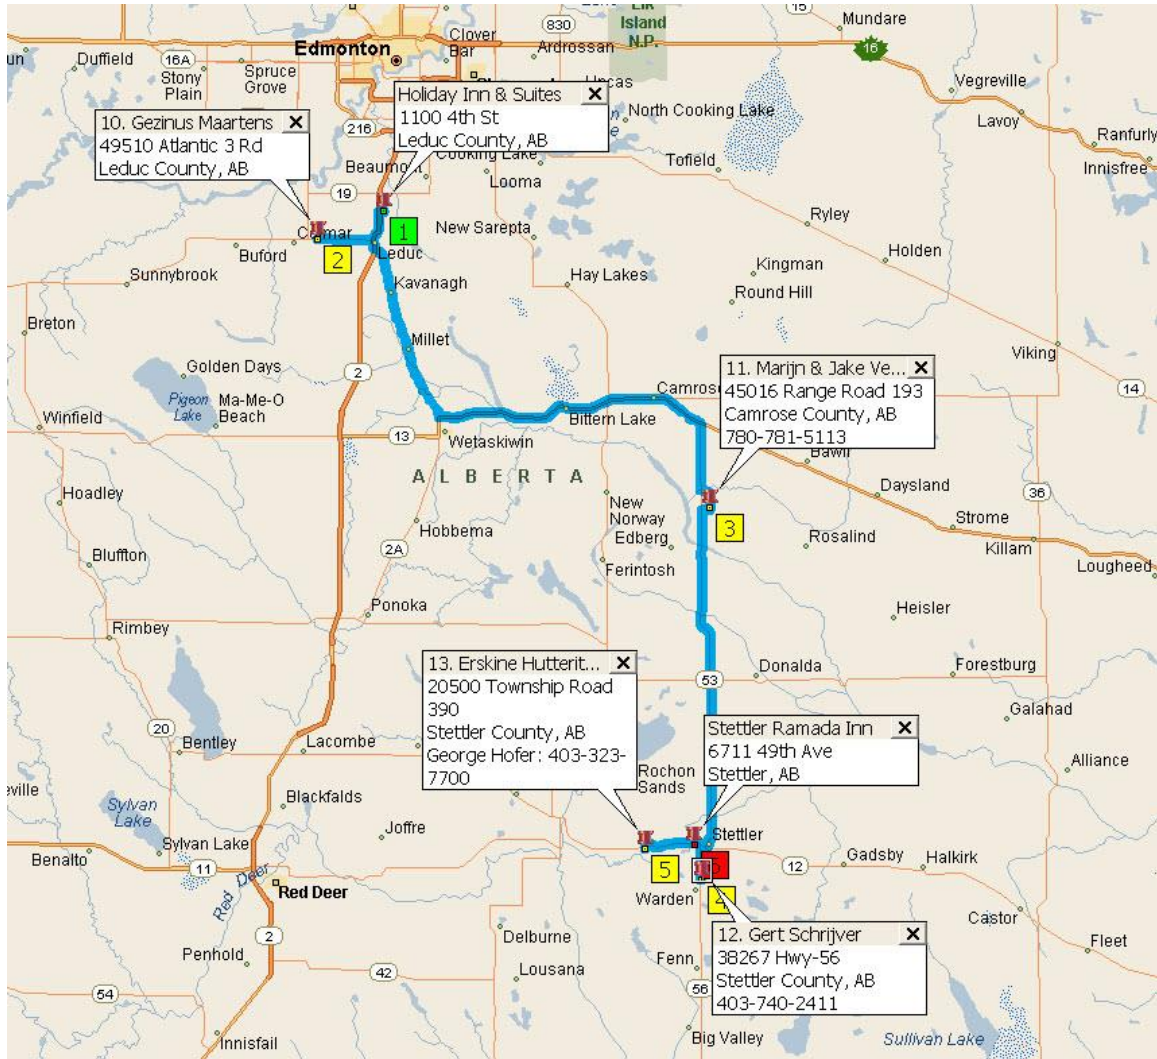 15
Mundare
ELK
Island
N.P.
830
Clover
Bar
Ardrossan
Edmonton
16
16A
Duffield
Stony
Plain
Spruce
Grove
Vegreville
Lavoy
Ranfurly
Innisfree
North Cooking Lake
Holiday Inn & Suites
1100 4th St
Leduc County, AB
10. Gezinus Maartens
49510 Atlantic 3 Rd
Leduc County, AB
216
Cooking Lake
Looma
Tofield
19
1
2
Leduc
Buford
Sunnybrook
New Sarepta
Ryley
Holden
Kingman
Hay Lakes
Round Hill
Kavanagh
Breton
Millet
Viking
14
Golden Days
Pigeon
Lake
Ma-Me-O
Beach
2
Winfield
13
Wetaskiwin
Bittern Lake
Camrose
11. Marijn & Jake Ve...
45016 Range Road 193
Camrose County, AB
780-781-5113
ALBERTA
Daysland
36
Hoadley
Strome
Killam
Lougheed
3
New
Norway
Edberg
Rosalind
Hobbema
2A
Bluffton
Ferintosh
Ponoka
Heisler
Rimbey
Donalda
Forestburg
53
13. Erskine Hutterit...
20500 Township Road
390
Stettler County, AB
George Hofer: 403-323-
7700
Stettler Ramada Inn
6711 49th Ave
Stettler, AB
Galahad
20
Bentley
Lacombe
Alliance
Rochon
Sands
Blackfalds
Sylvan
Lake
Joffre
Stettler
Benalto
Sylvan Lake
11
Red Deer
Red Deer
5
4
12
Gadsby
Halkirk
Warden
Castor
12. Gert Schrijver
38267 Hwy-56
Stettler County, AB
403-740-2411
Delburne
Fleet
Penhold
2
42
Lousana
Fenn
54
56
Innisfail
Big Valley
Sullivan Lake